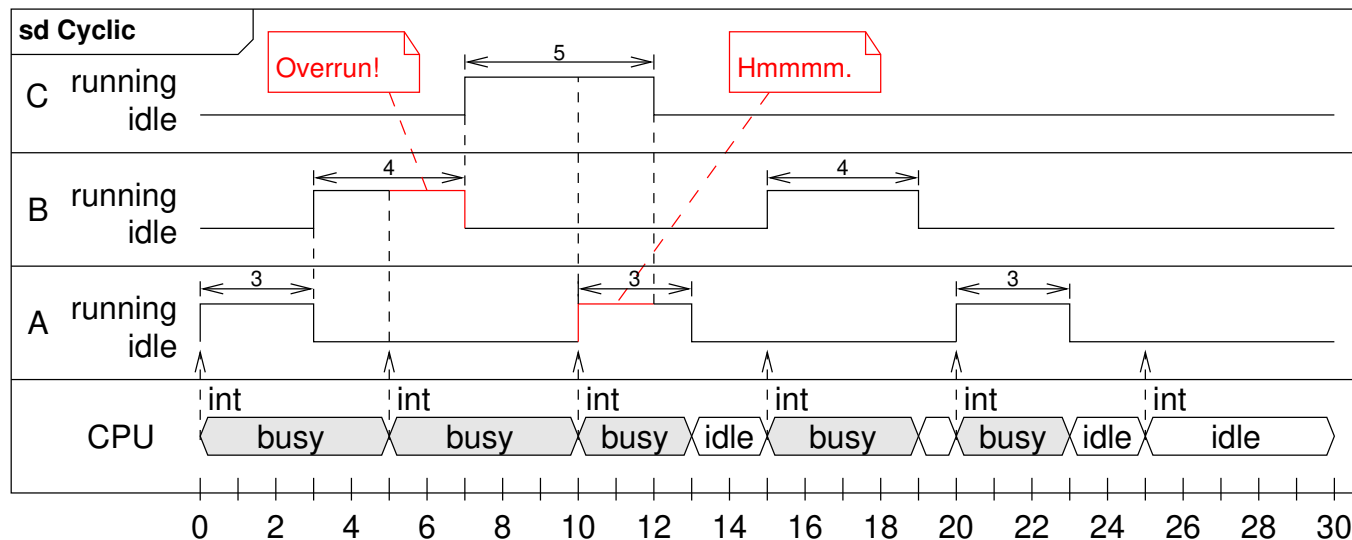 sd Cyclic
C
running
idle
Overrun!
5
Hmmmm.
B
running
idle
4
4
A
running
idle
3
3
3
CPU
int
int
int
int
int
int
busy
busy
busy
idle
busy
busy
idle
idle
0 2 4 6 8 10 12 14 16 18 20 22 24 26 28 30